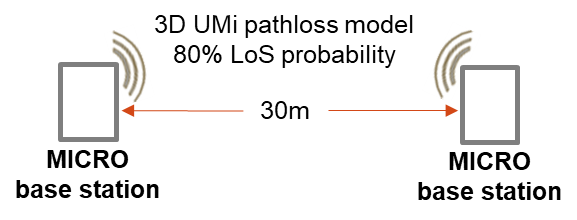 3D UMi pathloss model
80% LoS probability
30m
MICRO
base station
MICRO
base station